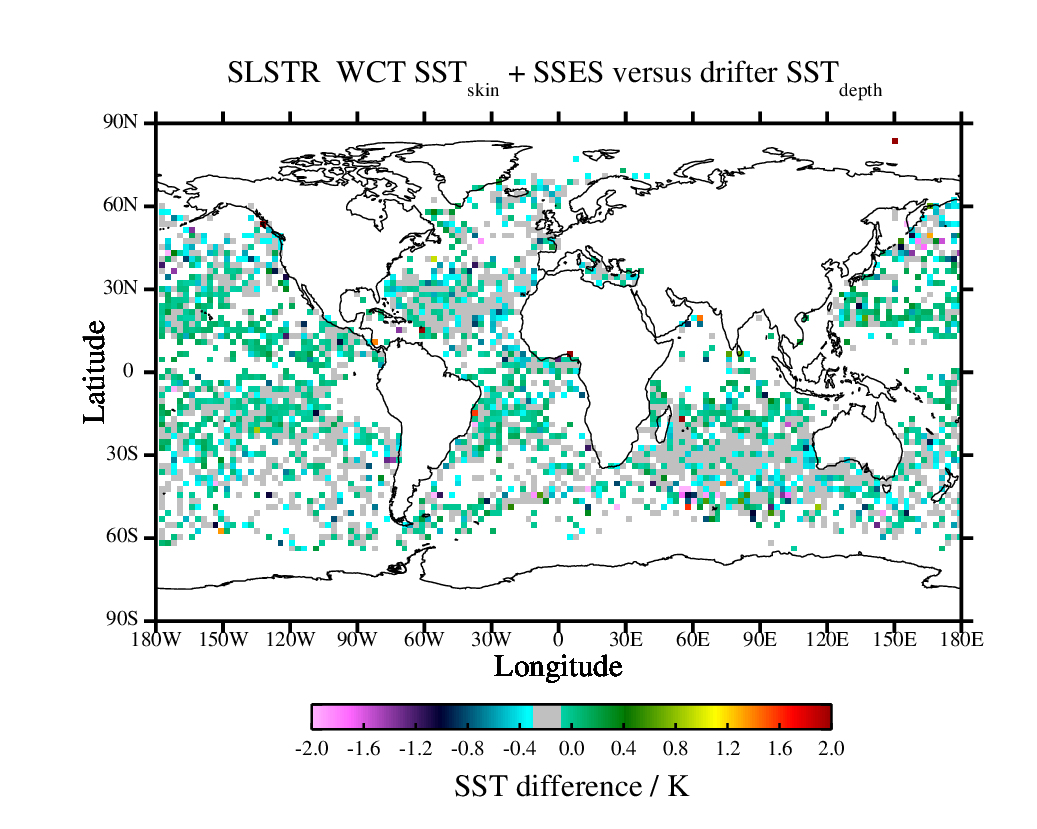 SLSTR WCT SSTskin + SSES versus drifter SSTdepth
90N
60N
30N
0
30S
60S
90S
Latitude
180W 150W 120W 90W 60W 30W 0 30E 60E 90E 120E 150E 180E
Longitude
-2.0 -1.6 -1.2 -0.8 -0.4 0.0 0.4 0.8 1.2 1.6 2.0
SST difference / K